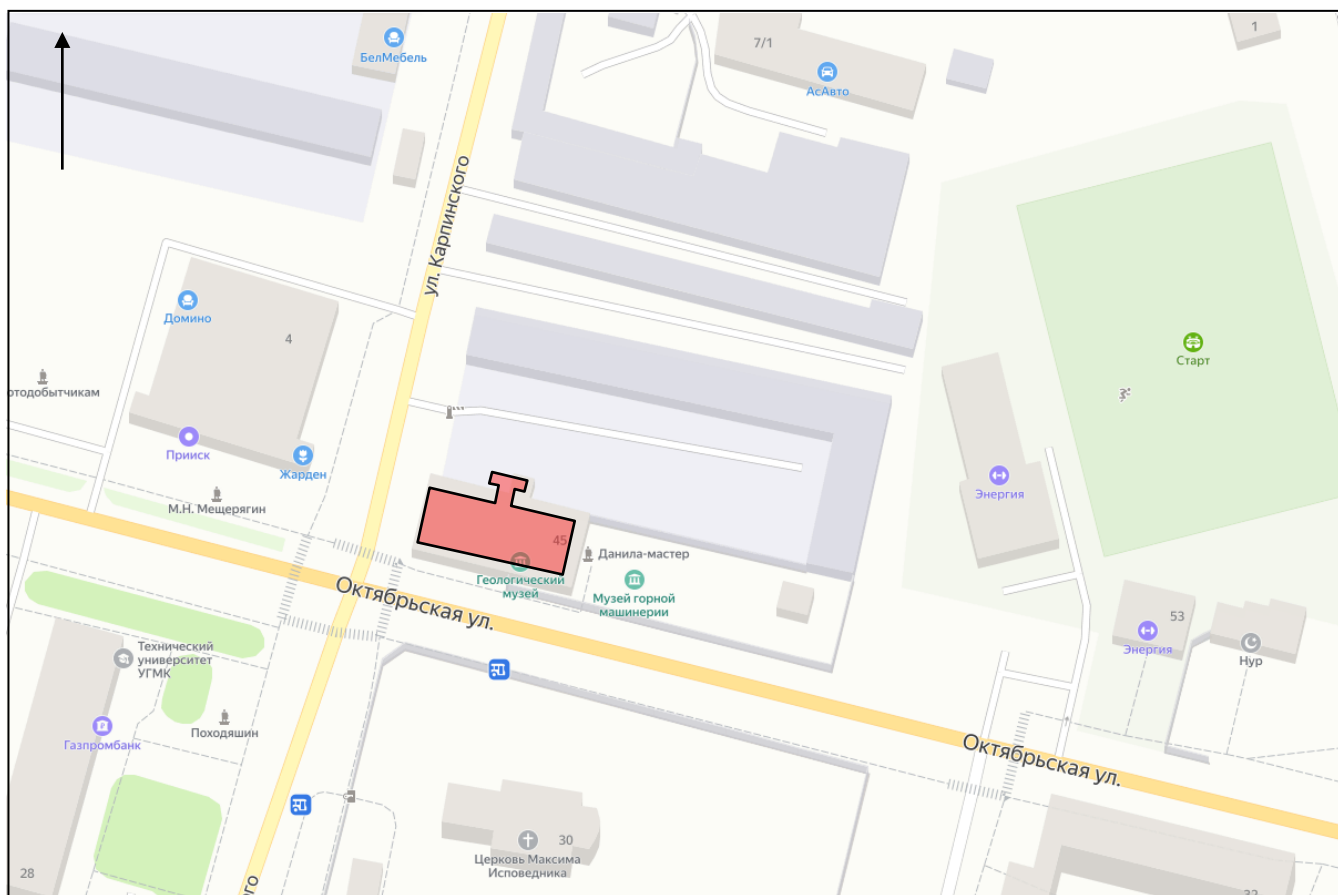 1
7/1
БелМебель
АсАвто
ул. Карпинского
Домино
4
Старт
отодобытчикам
Прииск
Жарден
Энергия
М.Н. Мещерягин
45
Данила-мастер
Геологический
музей
Музей горной
машинерии
Октябрьская ул.
53
Энергия
Нур
Технический
университет
УГМК
Походяшин
Газпромбанк
Октябрьская ул.
30
Церковь Максима
Исповедника
28
ого
32